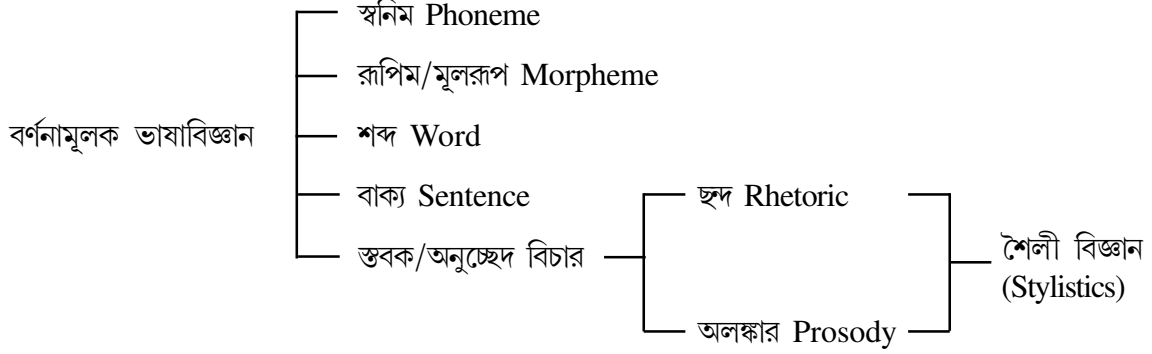 স্বনিম Phoneme
রূপিম/মূলরূপ Morpheme
বর্ণনামূলক ভাষাবিজ্ঞান
শব্দ Word
বাক্য Sentence
ছন্দ Rhetoric
স্তবক/অনুচ্ছেদ বিচার
শৈলী বিজ্ঞান
(Stylistics)
অলঙ্কার Prosody